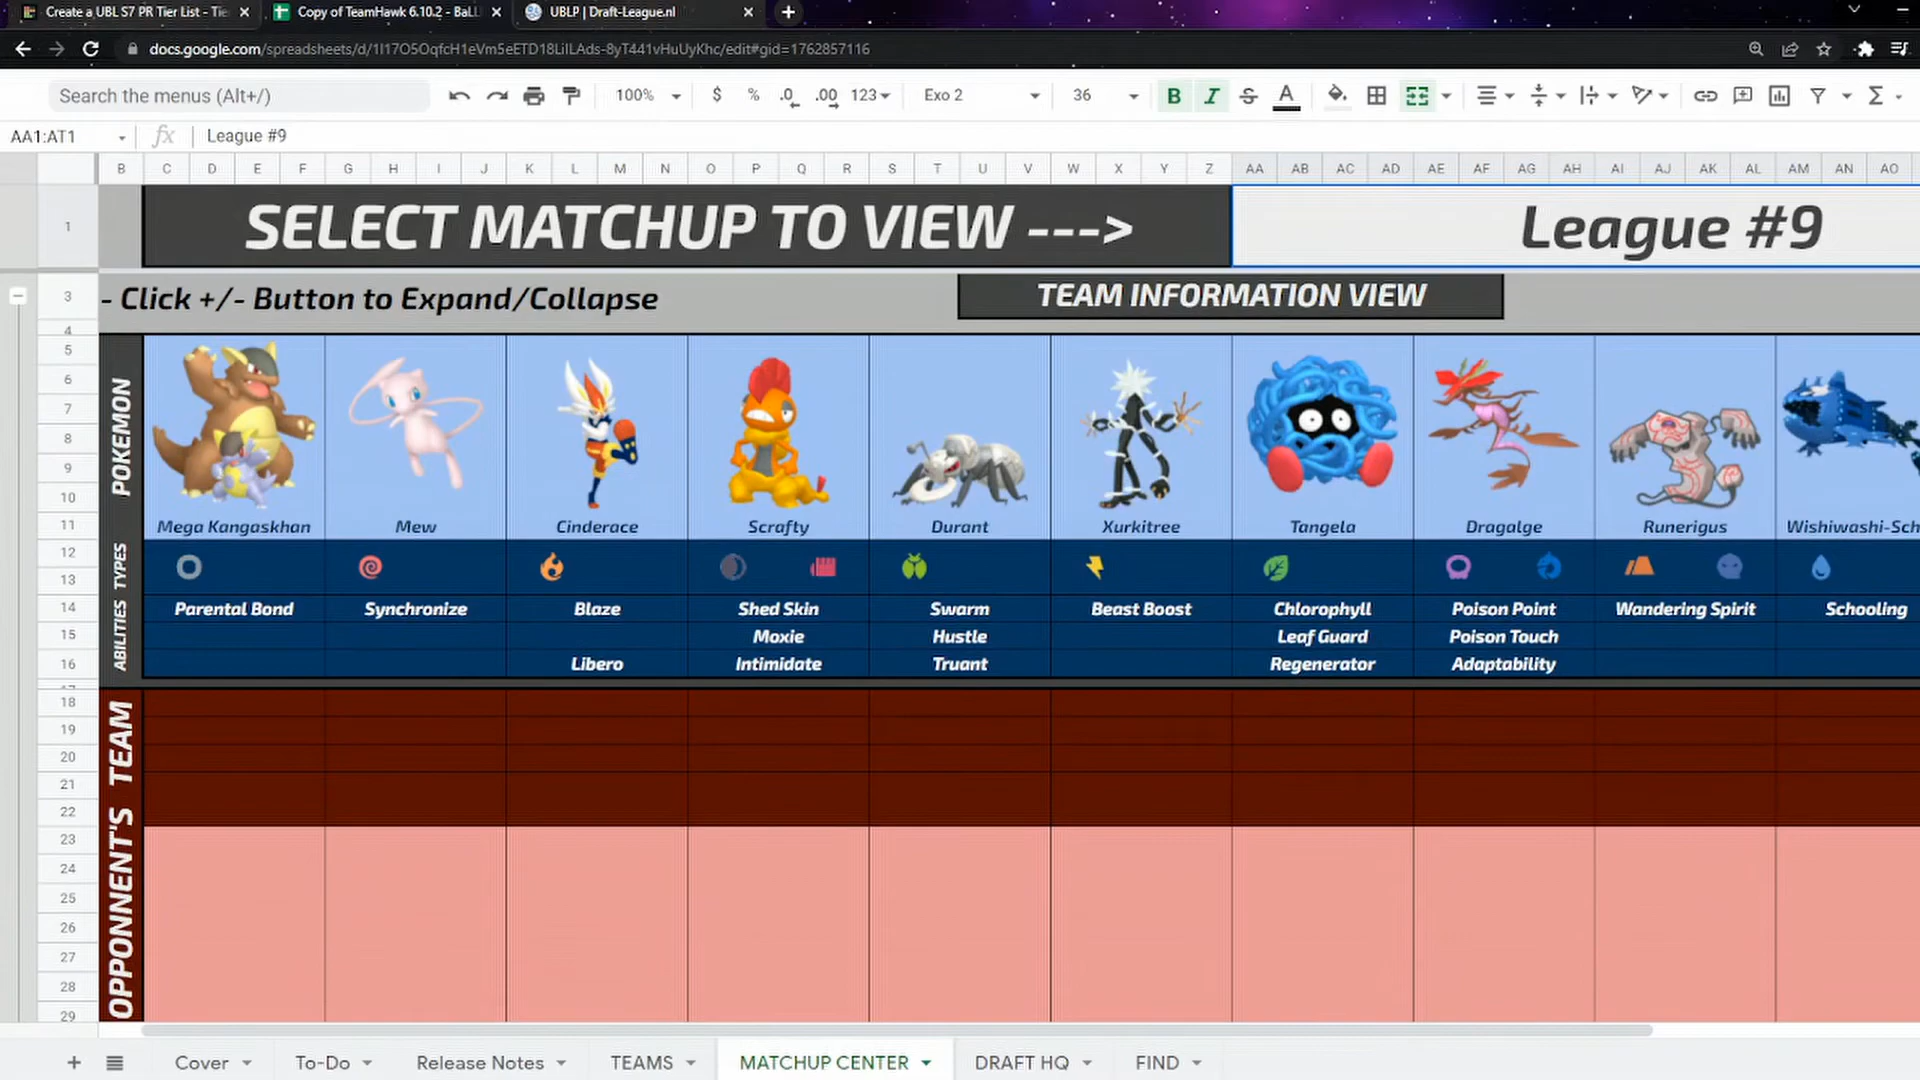 Create a UBL S7 PR Tier List - Tie
Copy of TeamHawk 6.10.2 - BaLL
UBLP | Draft-League.nl
docs.google.com/spreadsheets/d/1I17O5OqfcH1eVm5eETD18LiILAds-8yT441vHuUyKhc/edit#gid=1762857116
Search the menus (Alt+/)
100%
$
%
.0
.00
123
Exo 2
36
B
I
S
A
Σ
AA1:AT1
fx
League #9
B C D E F G H I J K L M N O P Q R S T U V W X Y Z AA AB AC AD AE AF AG AH AI AJ AK AL AM AN AO
1
SELECT MATCHUP TO VIEW --->
League #9
3
- Click +/- Button to Expand/Collapse
TEAM INFORMATION VIEW
4
5
6
7
8
9
10
11
POKEMON
Mega Kangaskhan
Mew
Cinderace
Scrafty
Durant
Xurkitree
Tangela
Dragalge
Runerigus
Wishiwashi-Sch
12
13
TYPES
14
15
16
ABILITIES
Parental Bond
Synchronize
Blaze
Shed Skin
Swarm
Beast Boost
Chlorophyll
Poison Point
Wandering Spirit
Schooling
Moxie
Hustle
Leaf Guard
Poison Touch
Libero
Intimidate
Truant
Regenerator
Adaptability
17
18
19
20
21
22
23
24
25
26
27
28
29
OPPONNENT'S TEAM
Cover
To-Do
Release Notes
TEAMS
MATCHUP CENTER
DRAFT HQ
FIND